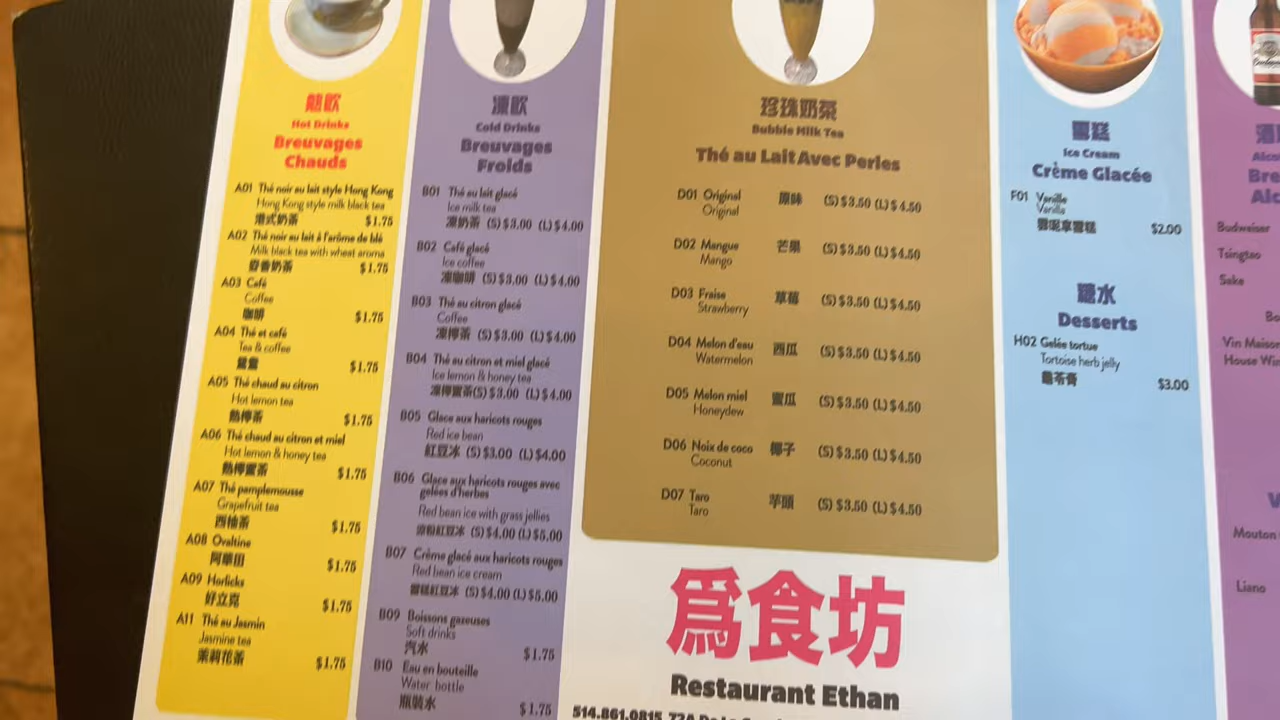 熱飲
Hot Drinks
Breuvages
Chauds
A01 Thé noir au lait style Hong Kong
Hong Kong style milk black tea
港式奶茶 $1.75
A02 Thé noir au lait à l'arôme de blé
Milk black tea with wheat aroma
麥香奶茶 $1.75
A03 Café
Coffee
咖啡 $1.75
A04 Thé et café
Tea & coffee
鴛鴦 $1.75
A05 Thé chaud au citron
Hot lemon tea
熱檸茶 $1.75
A06 Thé chaud au citron et miel
Hot lemon & honey tea
熱檸蜜茶 $1.75
A07 Thé pamplemousse
Grapefruit tea
西柚茶 $1.75
A08 Ovaltine
阿華田 $1.75
A09 Horlicks
好立克 $1.75
A11 Thé au Jasmin
Jasmine tea
茉莉花茶 $1.75
凍飲
Cold Drinks
Breuvages
Froids
B01 Thé au lait glacé
Ice milk tea
凍奶茶 (S)$3.00 (L)$4.00
B02 Café glacé
Ice coffee
凍咖啡 (S)$3.00 (L)$4.00
B03 Thé au citron glacé
Coffee
凍檸茶 (S)$3.00 (L)$4.00
B04 Thé au citron et miel glacé
Ice lemon & honey tea
凍檸蜜茶(S)$3.00 (L)$4.00
B05 Glace aux haricots rouges
Red ice bean
紅豆冰 (S)$3.00 (L)$4.00
B06 Glace aux haricots rouges avec
gelées d'herbes
Red bean ice with grass jellies
涼粉紅豆冰 (S)$4.00 (L)$5.00
B07 Crème glacé aux haricots rouges
Red bean ice cream
雪糕紅豆冰 (S)$4.00 (L)$5.00
B09 Boissons gazeuses
Soft drinks
汽水 $1.75
B10 Eau en bouteille
Water bottle
瓶裝水 $1.75
珍珠奶茶
Bubble Milk Tea
Thé au Lait Avec Perles
D01 Original 原味 (S)$3.50 (L)$4.50
Original
D02 Mangue 芒果 (S)$3.50 (L)$4.50
Mango
D03 Fraise 草莓 (S)$3.50 (L)$4.50
Strawberry
D04 Melon d'eau 西瓜 (S)$3.50 (L)$4.50
Watermelon
D05 Melon miel 蜜瓜 (S)$3.50 (L)$4.50
Honeydew
D06 Noix de coco 椰子 (S)$3.50 (L)$4.50
Coconut
D07 Taro 芋頭 (S)$3.50 (L)$4.50
Taro
爲食坊
Restaurant Ethan
514.861.0815
雪糕
Ice Cream
Crème Glacée
F01 Vanille
Vanilla
雲呢拿雪糕 $2.00
糖水
Desserts
H02 Gelée tortue
Tortoise herb jelly
龜苓膏 $3.00
酒
Budweiser
Tsingtao
Sake
Vin Maison
House
Mouton
Liano